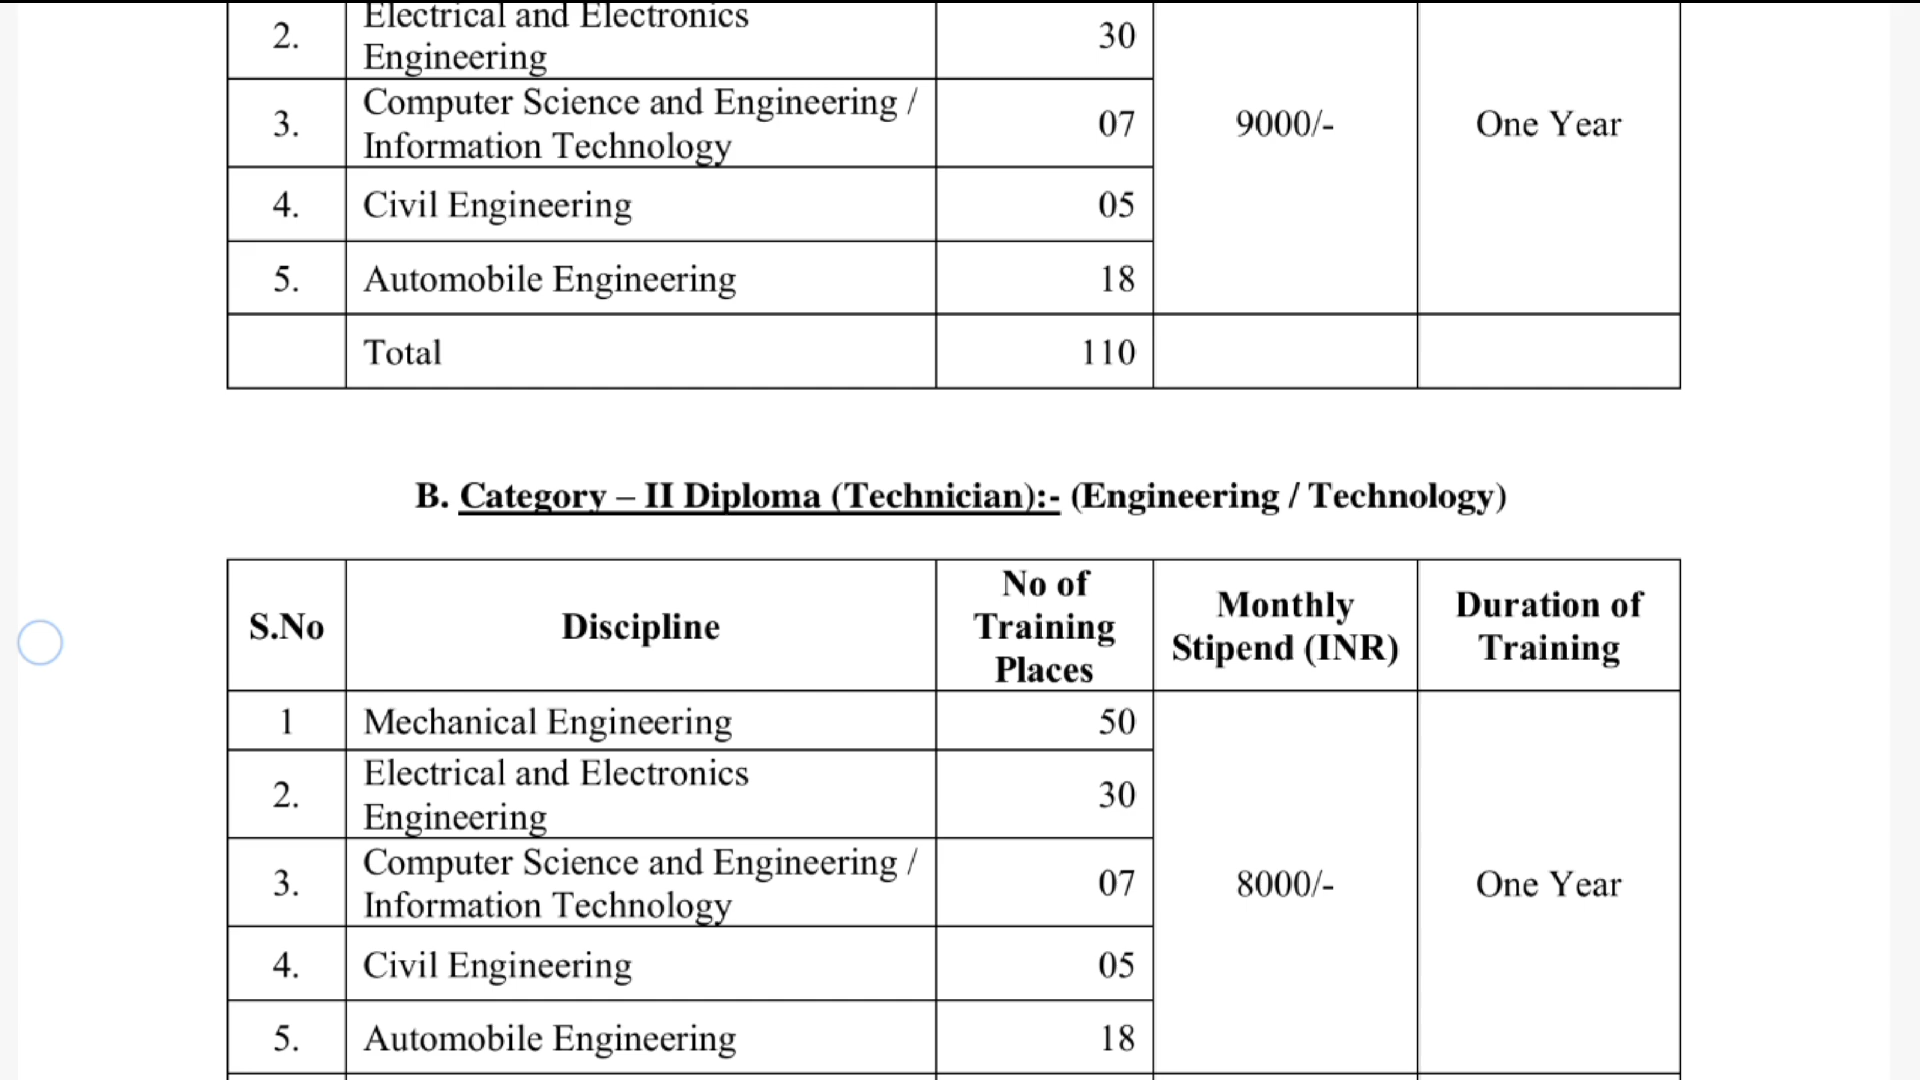 2.
Electrical and Electronics
Engineering
30
3.
Computer Science and Engineering /
Information Technology
07
9000/-
One Year
4.
Civil Engineering
05
5.
Automobile Engineering
18
Total
110
B. Category – II Diploma (Technician):- (Engineering / Technology)
S.No
Discipline
No of
Training
Places
Monthly
Stipend (INR)
Duration of
Training
1
Mechanical Engineering
50
2.
Electrical and Electronics
Engineering
30
3.
Computer Science and Engineering /
Information Technology
07
8000/-
One Year
4.
Civil Engineering
05
5.
Automobile Engineering
18